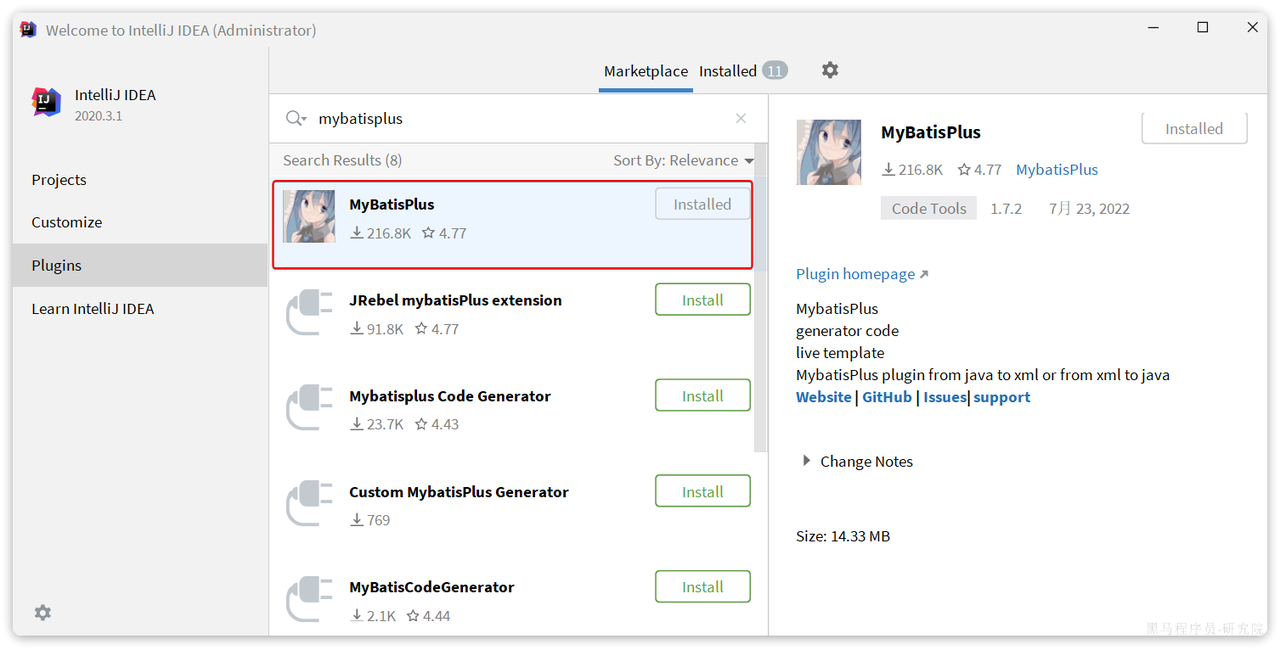 Welcome to IntelliJ IDEA (Administrator)
IntelliJ IDEA
2020.3.1
Projects
Customize
Plugins
Learn IntelliJ IDEA
Marketplace Installed 11
mybatisplus
Search Results (8) Sort By: Relevance
MyBatisPlus Installed
216.8K 4.77
JRebel mybatisPlus extension Install
91.8K 4.77
Mybatisplus Code Generator Install
23.7K 4.43
Custom MybatisPlus Generator Install
769
MyBatisCodeGenerator Install
2.1K 4.44
MyBatisPlus Installed
216.8K 4.77 MybatisPlus
Code Tools 1.7.2 7月 23, 2022
Plugin homepage
MybatisPlus
generator code
live template
MybatisPlus plugin from java to xml or from xml to java
Website | GitHub | Issues| support
Change Notes
Size: 14.33 MB
黑马程序员-研究院